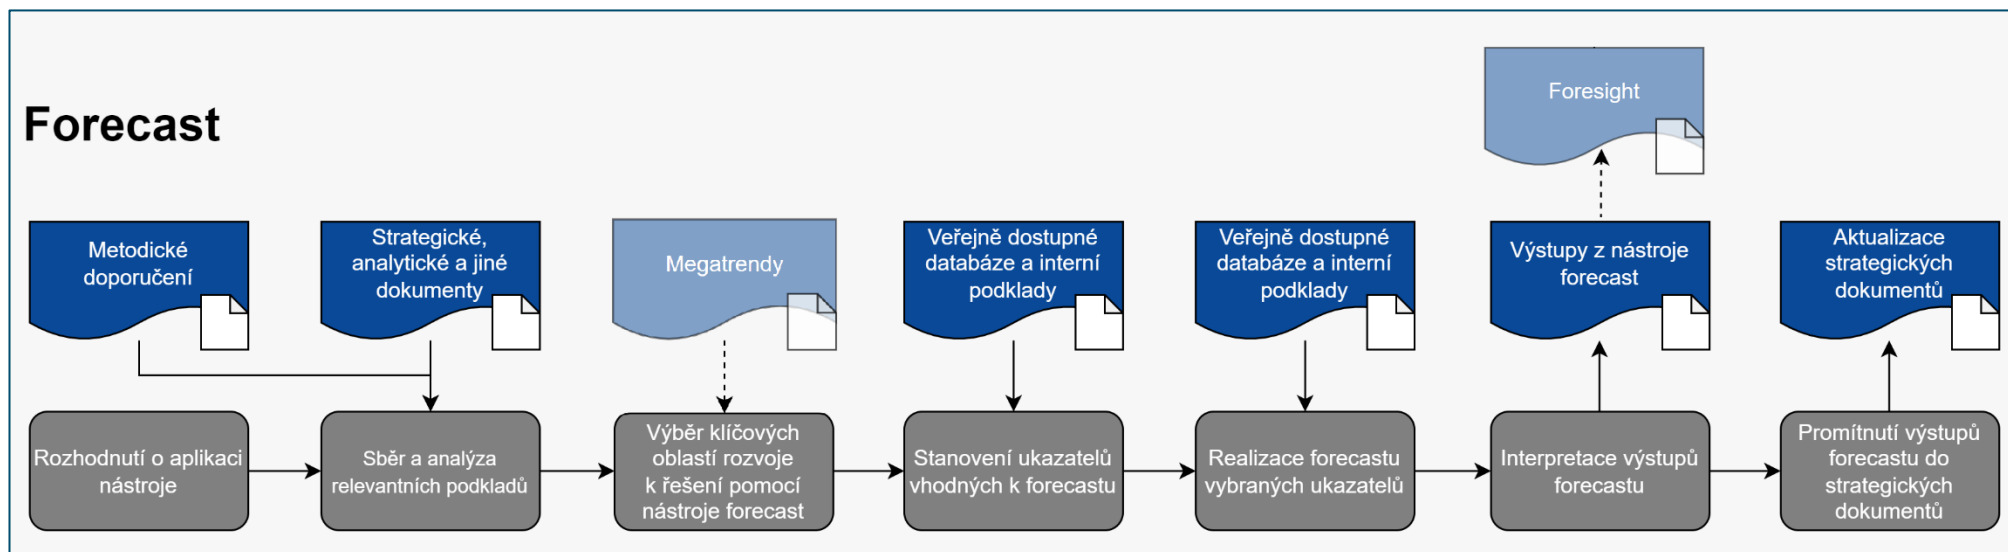 Foresight
Forecast
Metodické
doporučení
Strategické,
analytické a jiné
dokumenty
Megatrendy
Veřejně dostupné
databáze a interní
podklady
Veřejně dostupné
databáze a interní
podklady
Výstupy z nástroje
forecast
Aktualizace
strategických
dokumentů
Rozhodnutí o aplikaci
nástroje
Sběr a analýza
relevantních podkladů
Výběr klíčových
oblastí rozvoje
k řešení pomocí
nástroje forecast
Stanovení ukazatelů
vhodných k forecastu
Realizace forecastu
vybraných ukazatelů
Interpretace výstupů
forecastu
Promítnutí výstupů
forecastu do
strategických
dokumentů